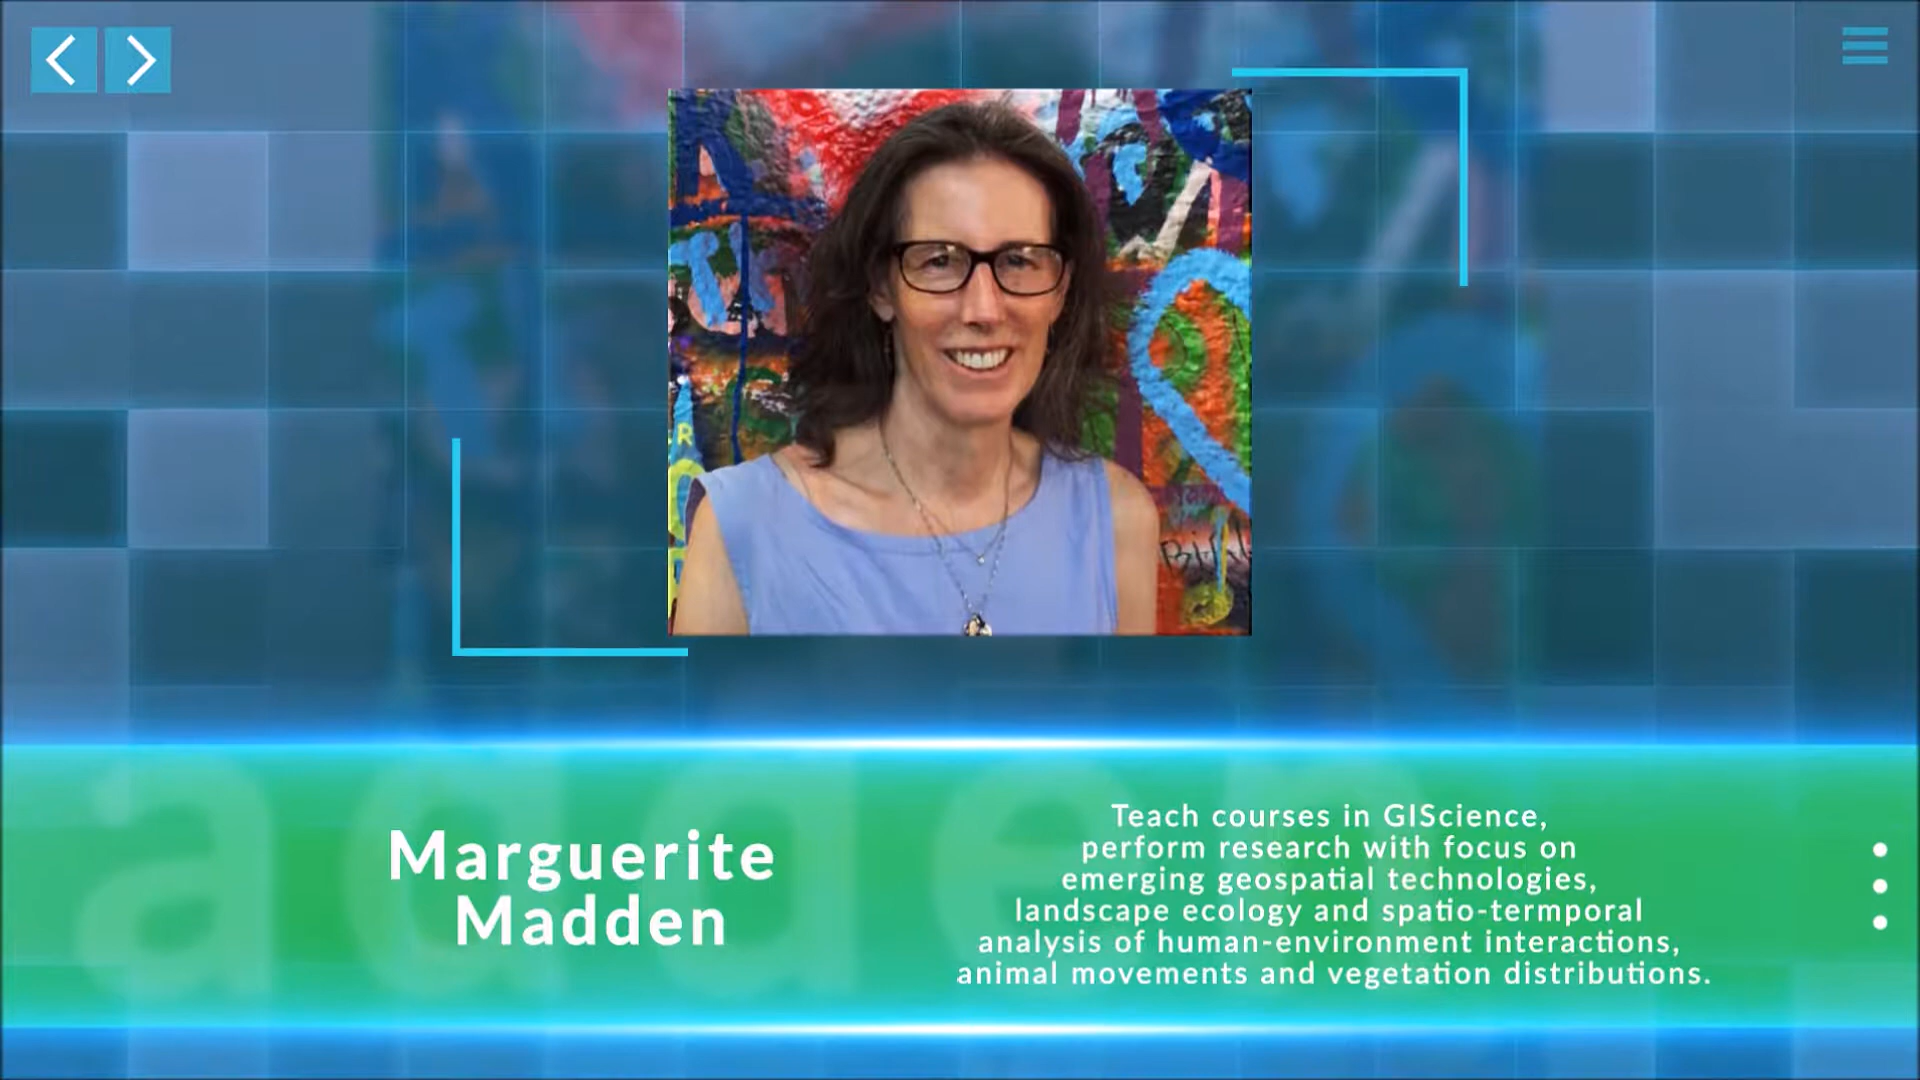 Marguerite
Madden
Teach courses in GIScience,
perform research with focus on
emerging geospatial technologies,
landscape ecology and spatio-termporal
analysis of human-environment interactions,
animal movements and vegetation distributions.
adden